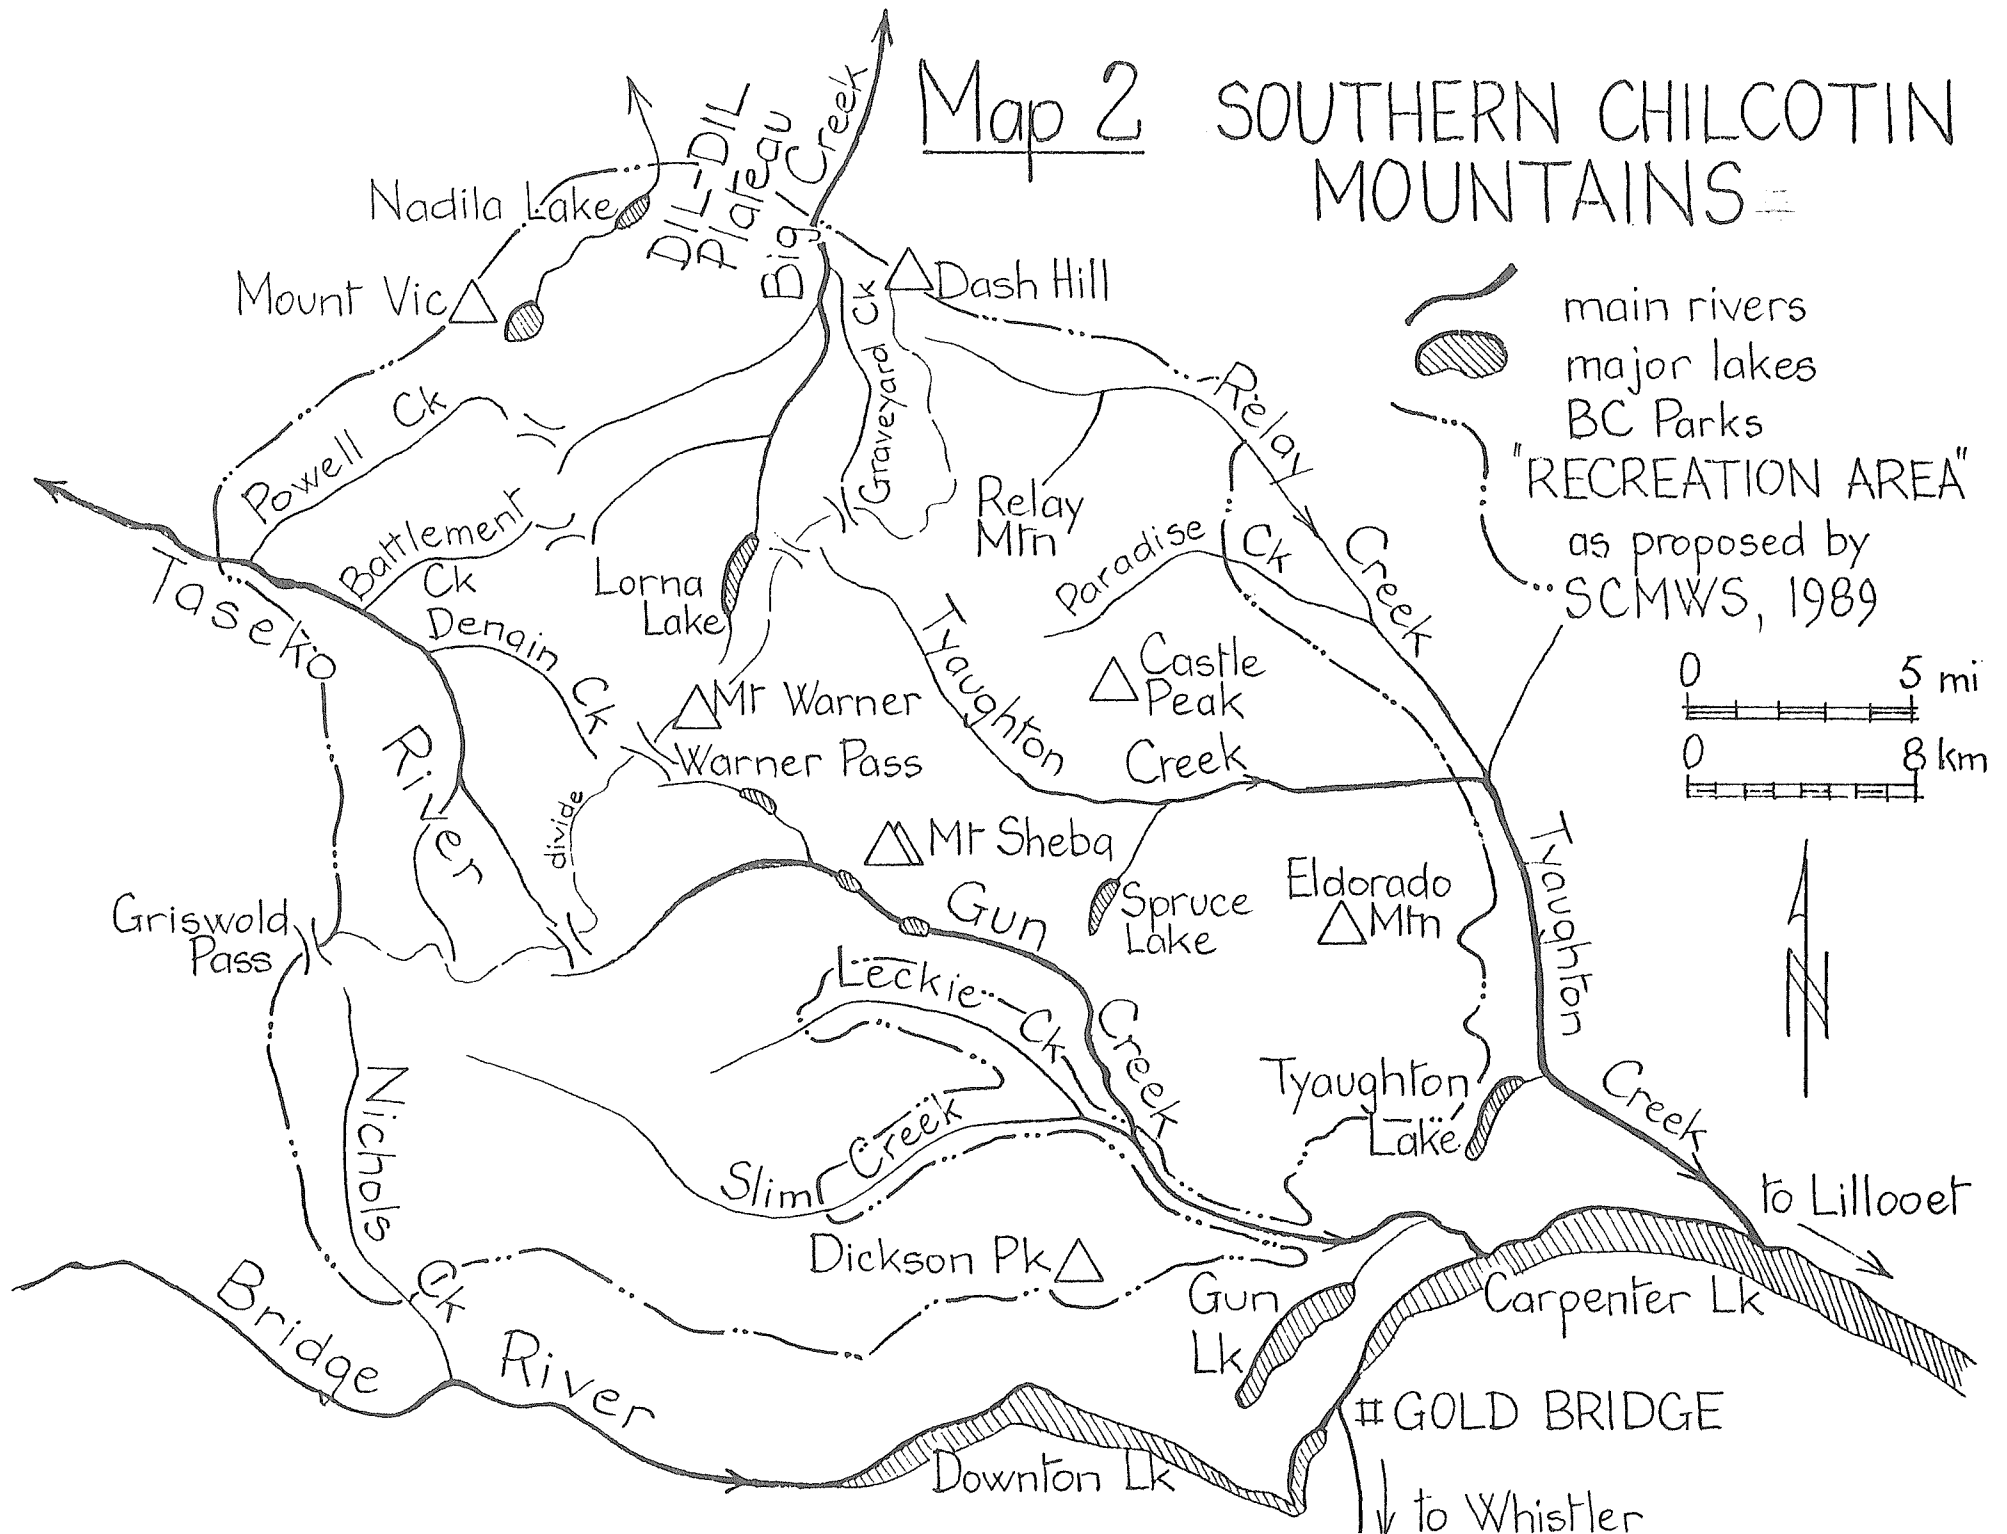 Map 2
SOUTHERN CHILCOTIN
MOUNTAINS
Nadila Lake
DIL-DIL
Plateau
Big Creek
Mount Vic
Dash Hill
Graveyard Ck
main rivers
major lakes
BC Parks
"RECREATION AREA"
as proposed by
SCMWS, 1989
0 5 mi
0 8 km
N
Powell Ck
Battlement
Ck
Denain Ck
Taseko
River
Lorna
Lake
Relay
Mtn
Relay
Creek
Paradise Ck
Castle
Peak
Tyaughton
Creek
Mt Warner
Warner Pass
divide
Mt Sheba
Spruce
Lake
Eldorado
Mtn
Tyaughton
Creek
Griswold
Pass
Gun
Creek
Leckie
Ck
Nichols
Ck
Slim Creek
Tyaughton
Lake
Dickson Pk
Gun
Lk
Carpenter Lk
to Lillooet
Bridge
River
Downton Lk
#GOLD BRIDGE
to Whistler